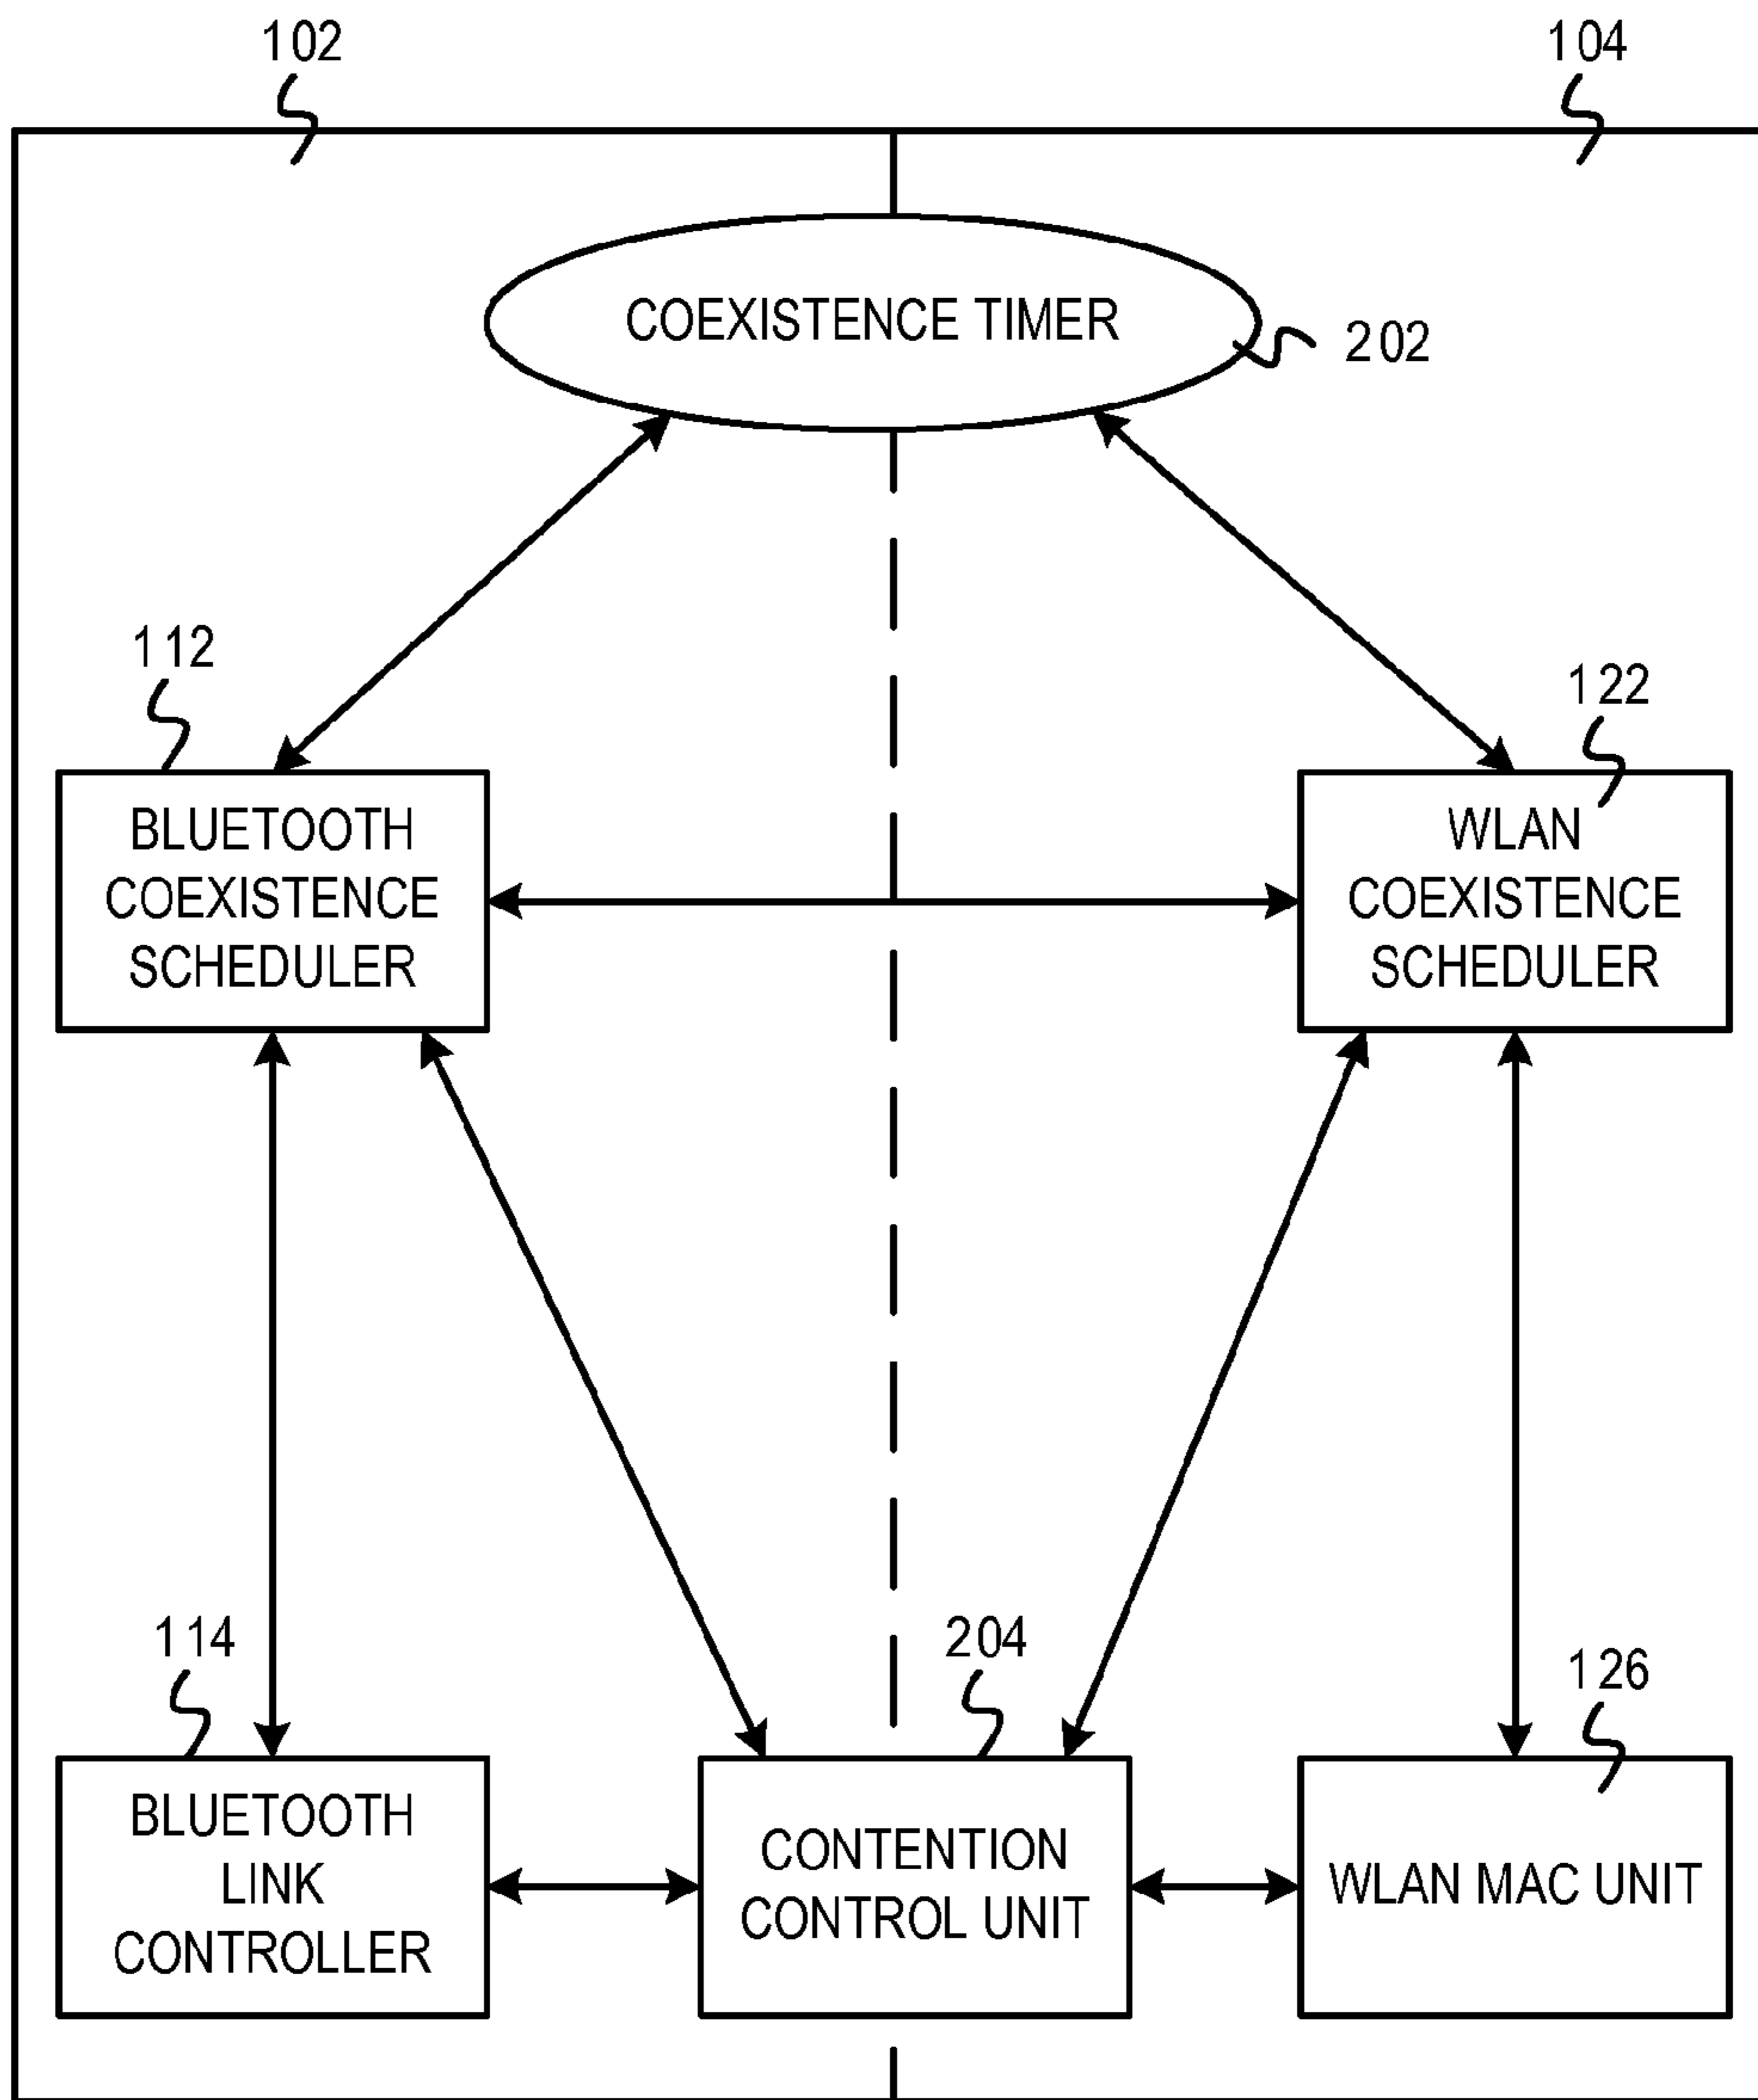 102
104
COEXISTENCE TIMER
202
112
122
BLUETOOTH
COEXISTENCE
SCHEDULER
WLAN
COEXISTENCE
SCHEDULER
114
204
126
BLUETOOTH
LINK
CONTROLLER
CONTENTION
CONTROL UNIT
WLAN MAC UNIT